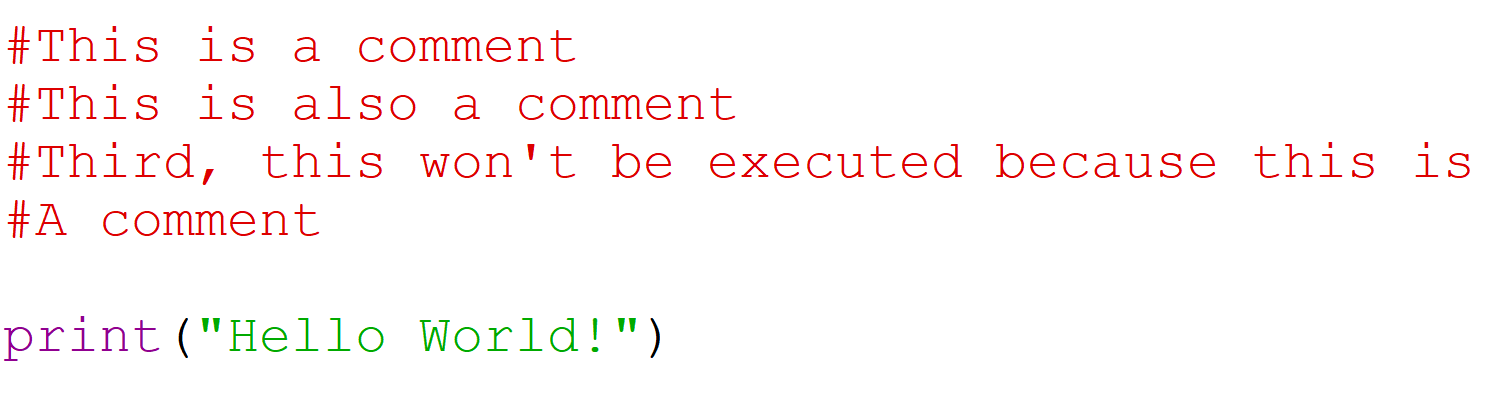 #This is a comment
#This is also a comment
#Third, this won't be executed because this is
#A comment
print("Hello World!")